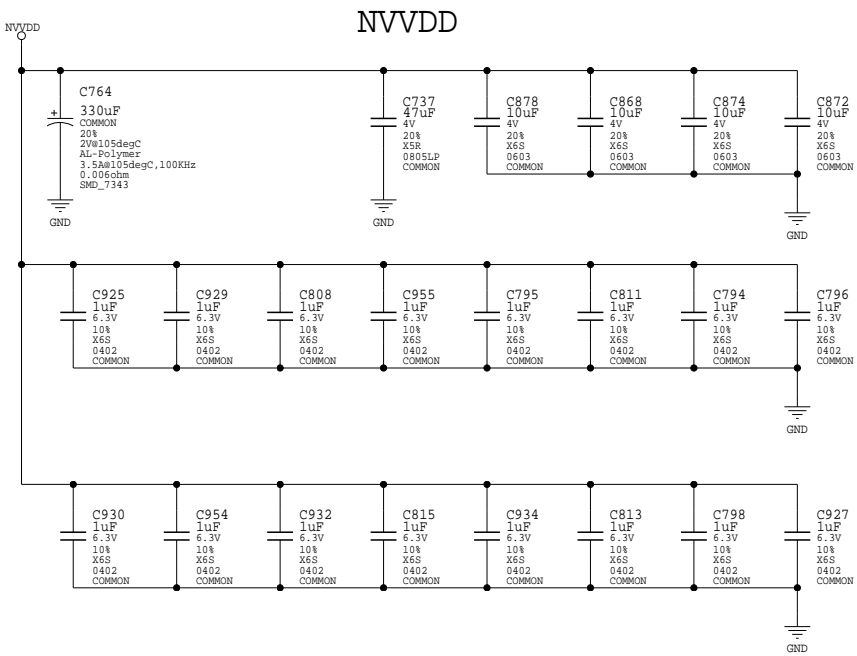 NVVDD
NVVDD
C764
330uF
COMMON
20%
2V@105degC
AL-Polymer
3.5A@105degC,100KHz
0.006ohm
SMD_7343
+
GND
C737
47uF
4V
20%
X5R
0805LP
COMMON
GND
C878
10uF
4V
20%
X6S
0603
COMMON
C868
10uF
4V
20%
X6S
0603
COMMON
C874
10uF
4V
20%
X6S
0603
COMMON
C872
10uF
4V
20%
X6S
0603
COMMON
GND
C925
1uF
6.3V
10%
X6S
0402
COMMON
C929
1uF
6.3V
10%
X6S
0402
COMMON
C808
1uF
6.3V
10%
X6S
0402
COMMON
C955
1uF
6.3V
10%
X6S
0402
COMMON
C795
1uF
6.3V
10%
X6S
0402
COMMON
C811
1uF
6.3V
10%
X6S
0402
COMMON
C794
1uF
6.3V
10%
X6S
0402
COMMON
C796
1uF
6.3V
10%
X6S
0402
COMMON
GND
C930
1uF
6.3V
10%
X6S
0402
COMMON
C954
1uF
6.3V
10%
X6S
0402
COMMON
C932
1uF
6.3V
10%
X6S
0402
COMMON
C815
1uF
6.3V
10%
X6S
0402
COMMON
C934
1uF
6.3V
10%
X6S
0402
COMMON
C813
1uF
6.3V
10%
X6S
0402
COMMON
C798
1uF
6.3V
10%
X6S
0402
COMMON
C927
1uF
6.3V
10%
X6S
0402
COMMON
GND